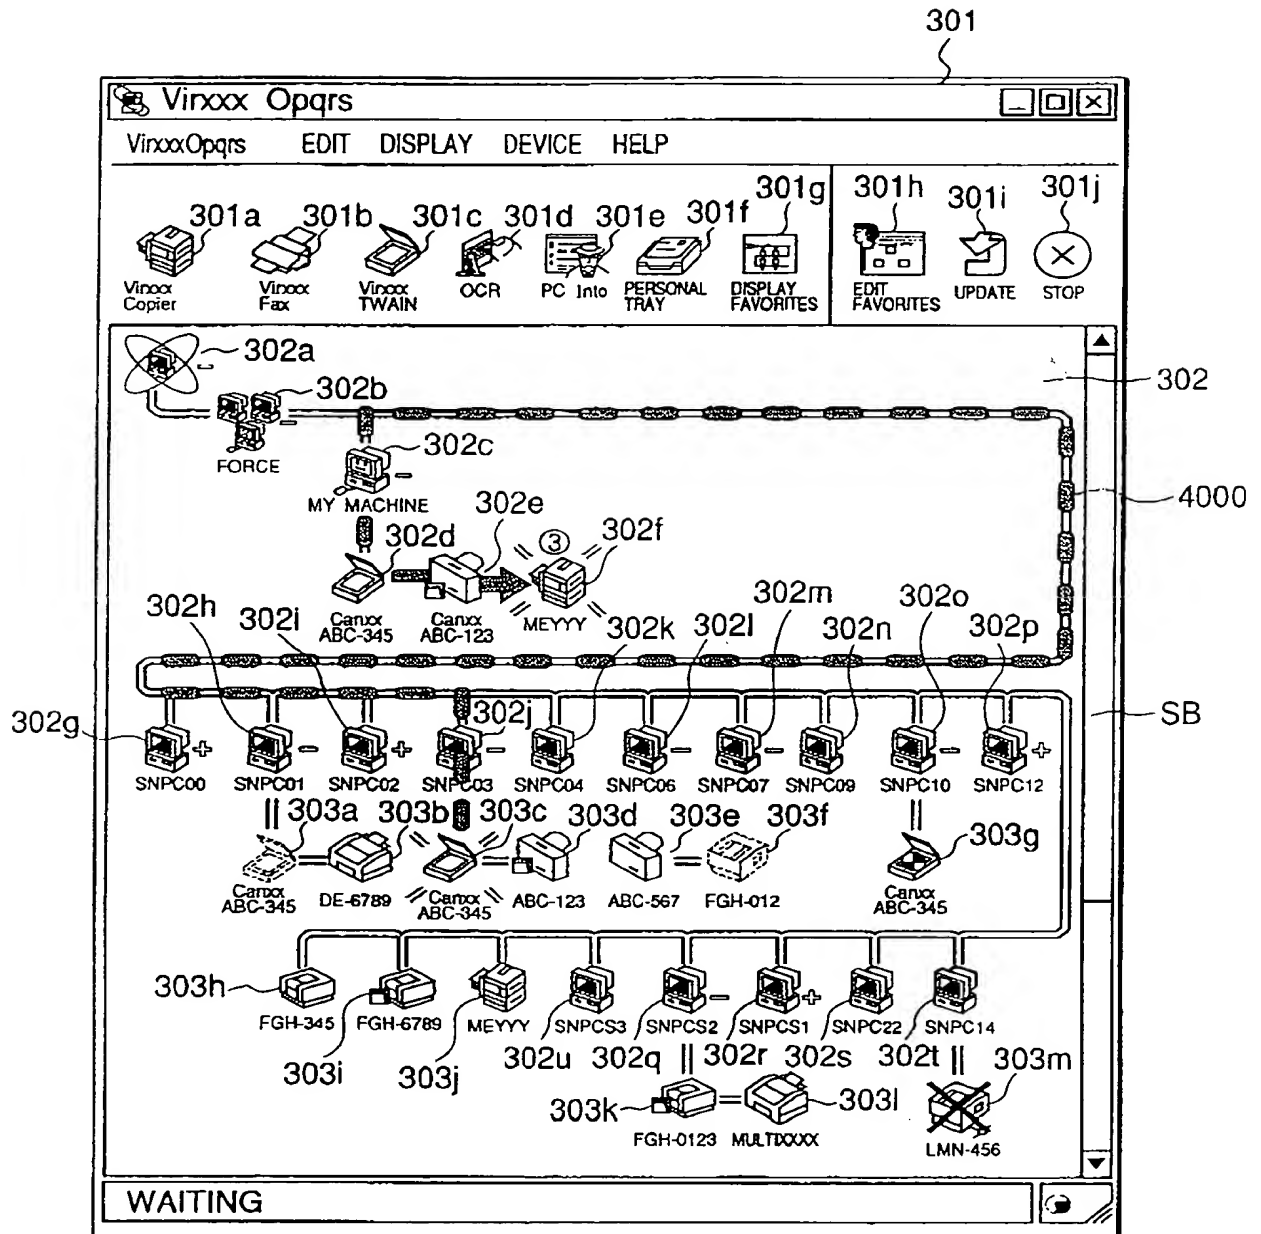 301
Virxxx Opqrs
VirxxxOpqrs EDIT DISPLAY DEVICE HELP
301a 301b 301c 301d 301e 301f 301g 301h 301i 301j
Virxxx Copier
Virxxx Fax
Virxxx TWAIN
OCR
PC Into
PERSONAL TRAY
DISPLAY FAVORITES
EDIT FAVORITES
UPDATE
STOP
302a
302
302b
FORCE
302c
MY MACHINE
4000
302d 302e 3 302f
Canxx ABC-345
Canxx ABC-123
MEYYY
302h 302i 302k 302l 302m 302n 302o 302p
302g 302j SB
SNPC00 SNPC01 SNPC02 SNPC03 SNPC04 SNPC06 SNPC07 SNPC09 SNPC10 SNPC12
303a 303b 303c 303d 303e 303f 303g
Canxx ABC-345
DE-6789
Canxx ABC-345
ABC-123
ABC-567
FGH-012
Canxx ABC-345
303h
FGH-345 FGH-6789 MEYYY SNPCS3 SNPCS2 SNPCS1 SNPC22 SNPC14
303i 303j 302u 302q 302r 302s 302t 303m
303k 303l
FGH-0123 MULTIXXXX LMN-456
WAITING